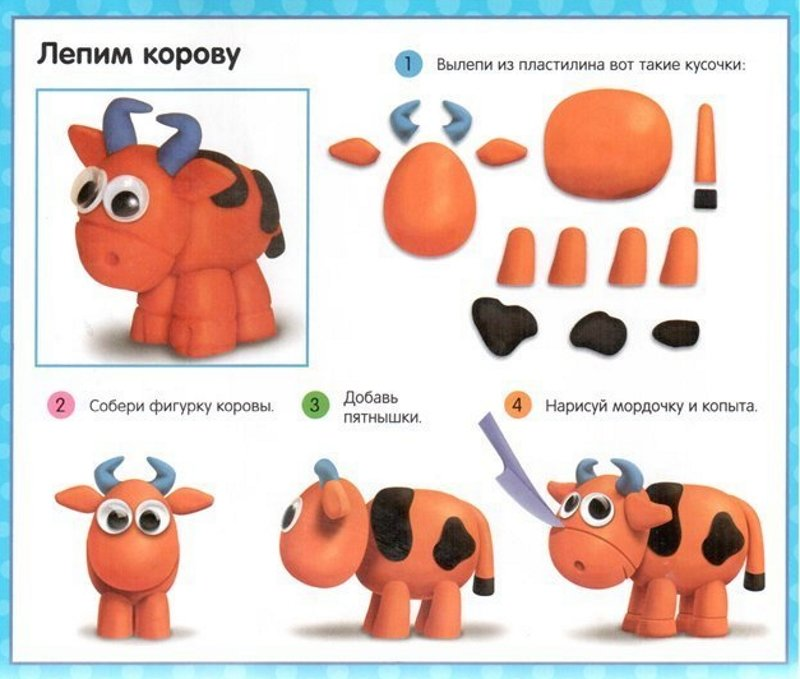 Лепим корову
1 Вылепи из пластилина вот такие кусочки:
2 Собери фигурку коровы.
3 Добавь
пятнышки.
4 Нарисуй мордочку и копыта.